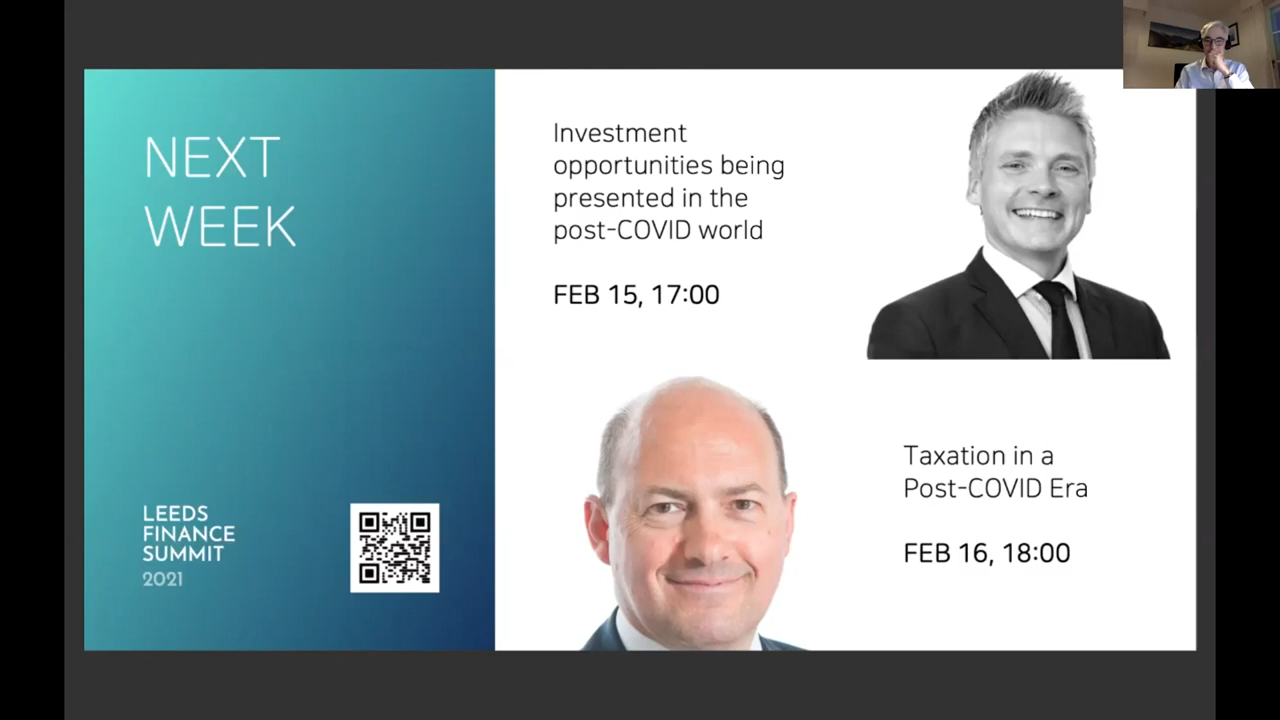 NEXT
WEEK
LEEDS
FINANCE
SUMMIT
2021
Investment
opportunities being
presented in the
post-COVID world
FEB 15, 17:00
Taxation in a
Post-COVID Era
FEB 16, 18:00